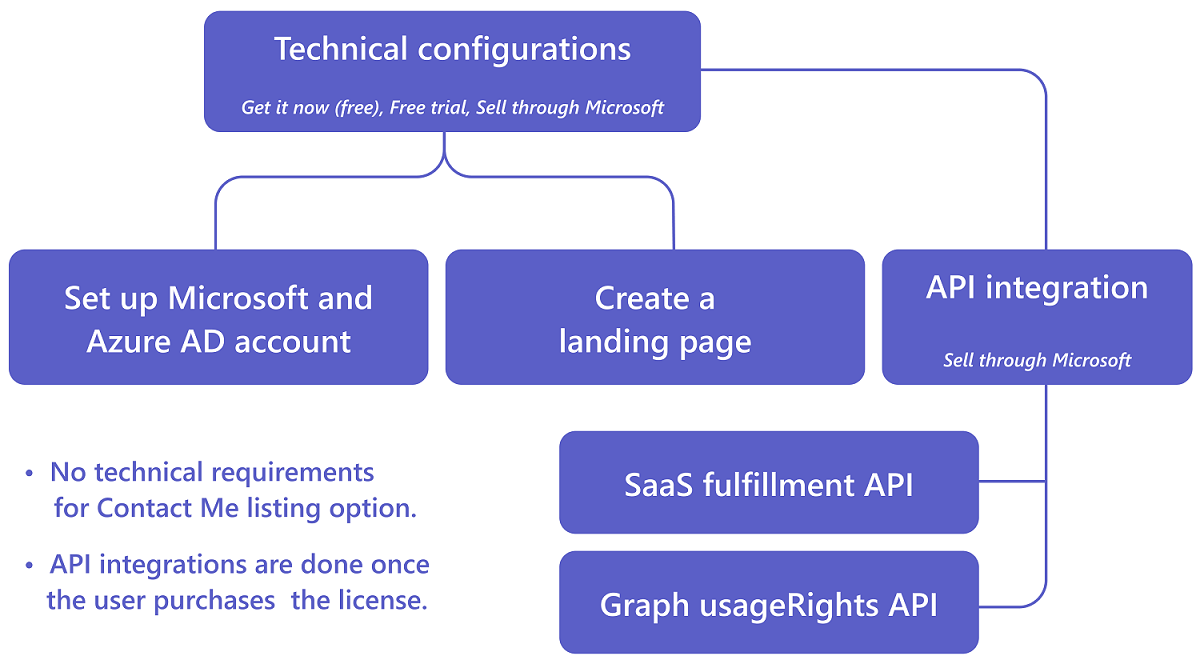 Technical configurations
Get it now (free), Free trial, Sell through Microsoft
Set up Microsoft and
Azure AD account
Create a
landing page
API integration
Sell through Microsoft
SaaS fulfillment API
Graph usageRights API
• No technical requirements
for Contact Me listing option.
• API integrations are done once
the user purchases the license.